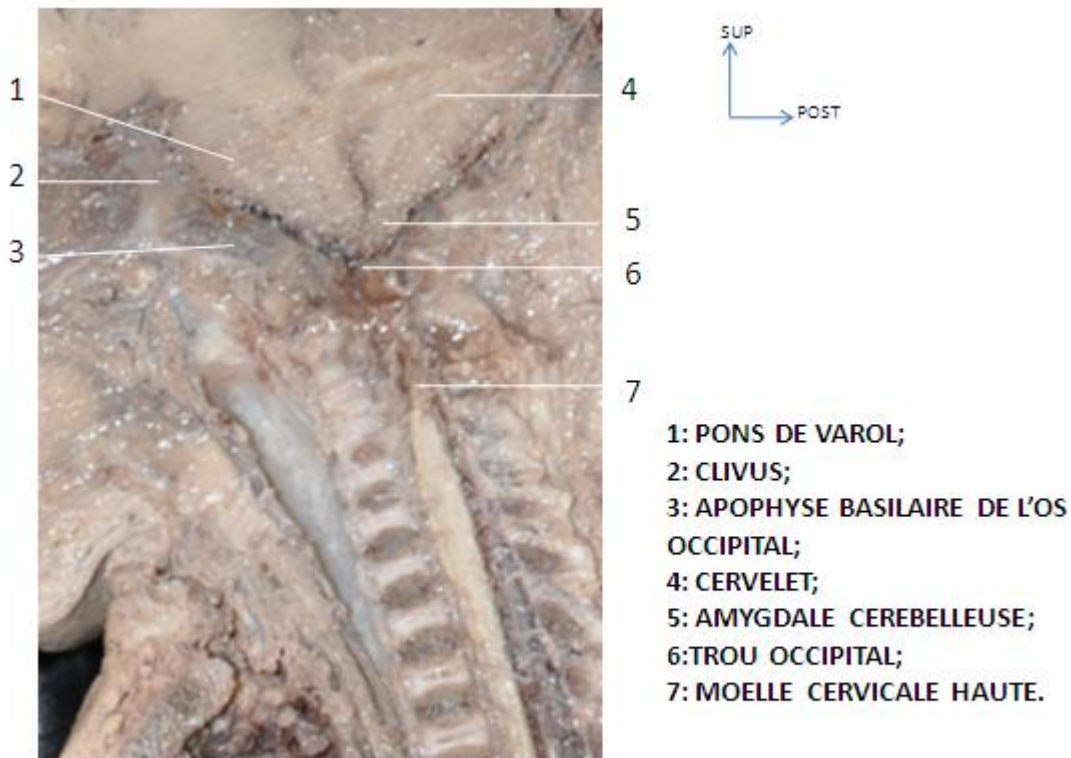 1
2
3
4
5
6
7
SUP
POST
1: PONS DE VAROL;
2: CLIVUS;
3: APOPHYSE BASILAIRE DE L'OS
OCCIPITAL;
4: CERVELET;
5: AMYGDALE CEREBELLEUSE;
6:TROU OCCIPITAL;
7: MOELLE CERVICALE HAUTE.